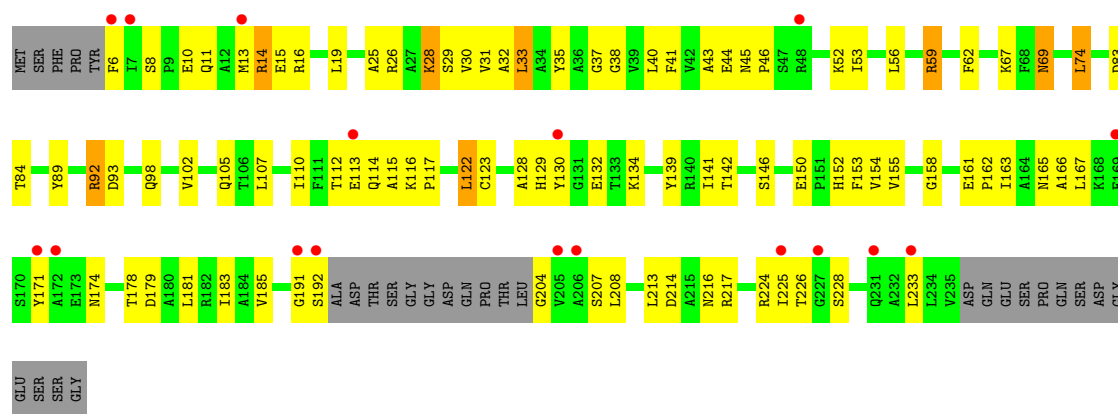 MET SER PHE PRO TYR F6 I7 S8 P9 E10 Q11 A12 M13 R14 E15 R16 L19 A25 R26 A27 K28 S29 V30 V31 A32 L33 A34 Y35 A36 G37 G38 V39 L40 F41 V42 A43 E44 N45 P46 S47 R48 K52 I53 L56 R59 F62 K67 F68 N69 L74 D83
T84 Y89 R92 D93 Q98 V102 Q105 T106 L107 I110 F111 T112 E113 Q114 A115 K116 P117 L122 C123 A128 H129 Y130 G131 E132 T133 K134 Y139 R140 I141 T142 S146 E150 P151 H152 F153 V154 V155 G158 E161 P162 I163 A164 N165 A166 L167 K168 E169
S170 Y171 A172 E173 N174 T178 D179 A180 L181 R182 I183 A184 V185 G191 S192 ALA ASP THR SER GLY GLY ASP GLN PRO THR LEU G204 V205 A206 S207 L208 L213 D214 A215 N216 R217 R224 I225 T226 G227 S228 Q231 A232 L233 L234 V235 ASP GLN GLU SER PRO GLN SER ASP GLY
GLU SER SER GLY